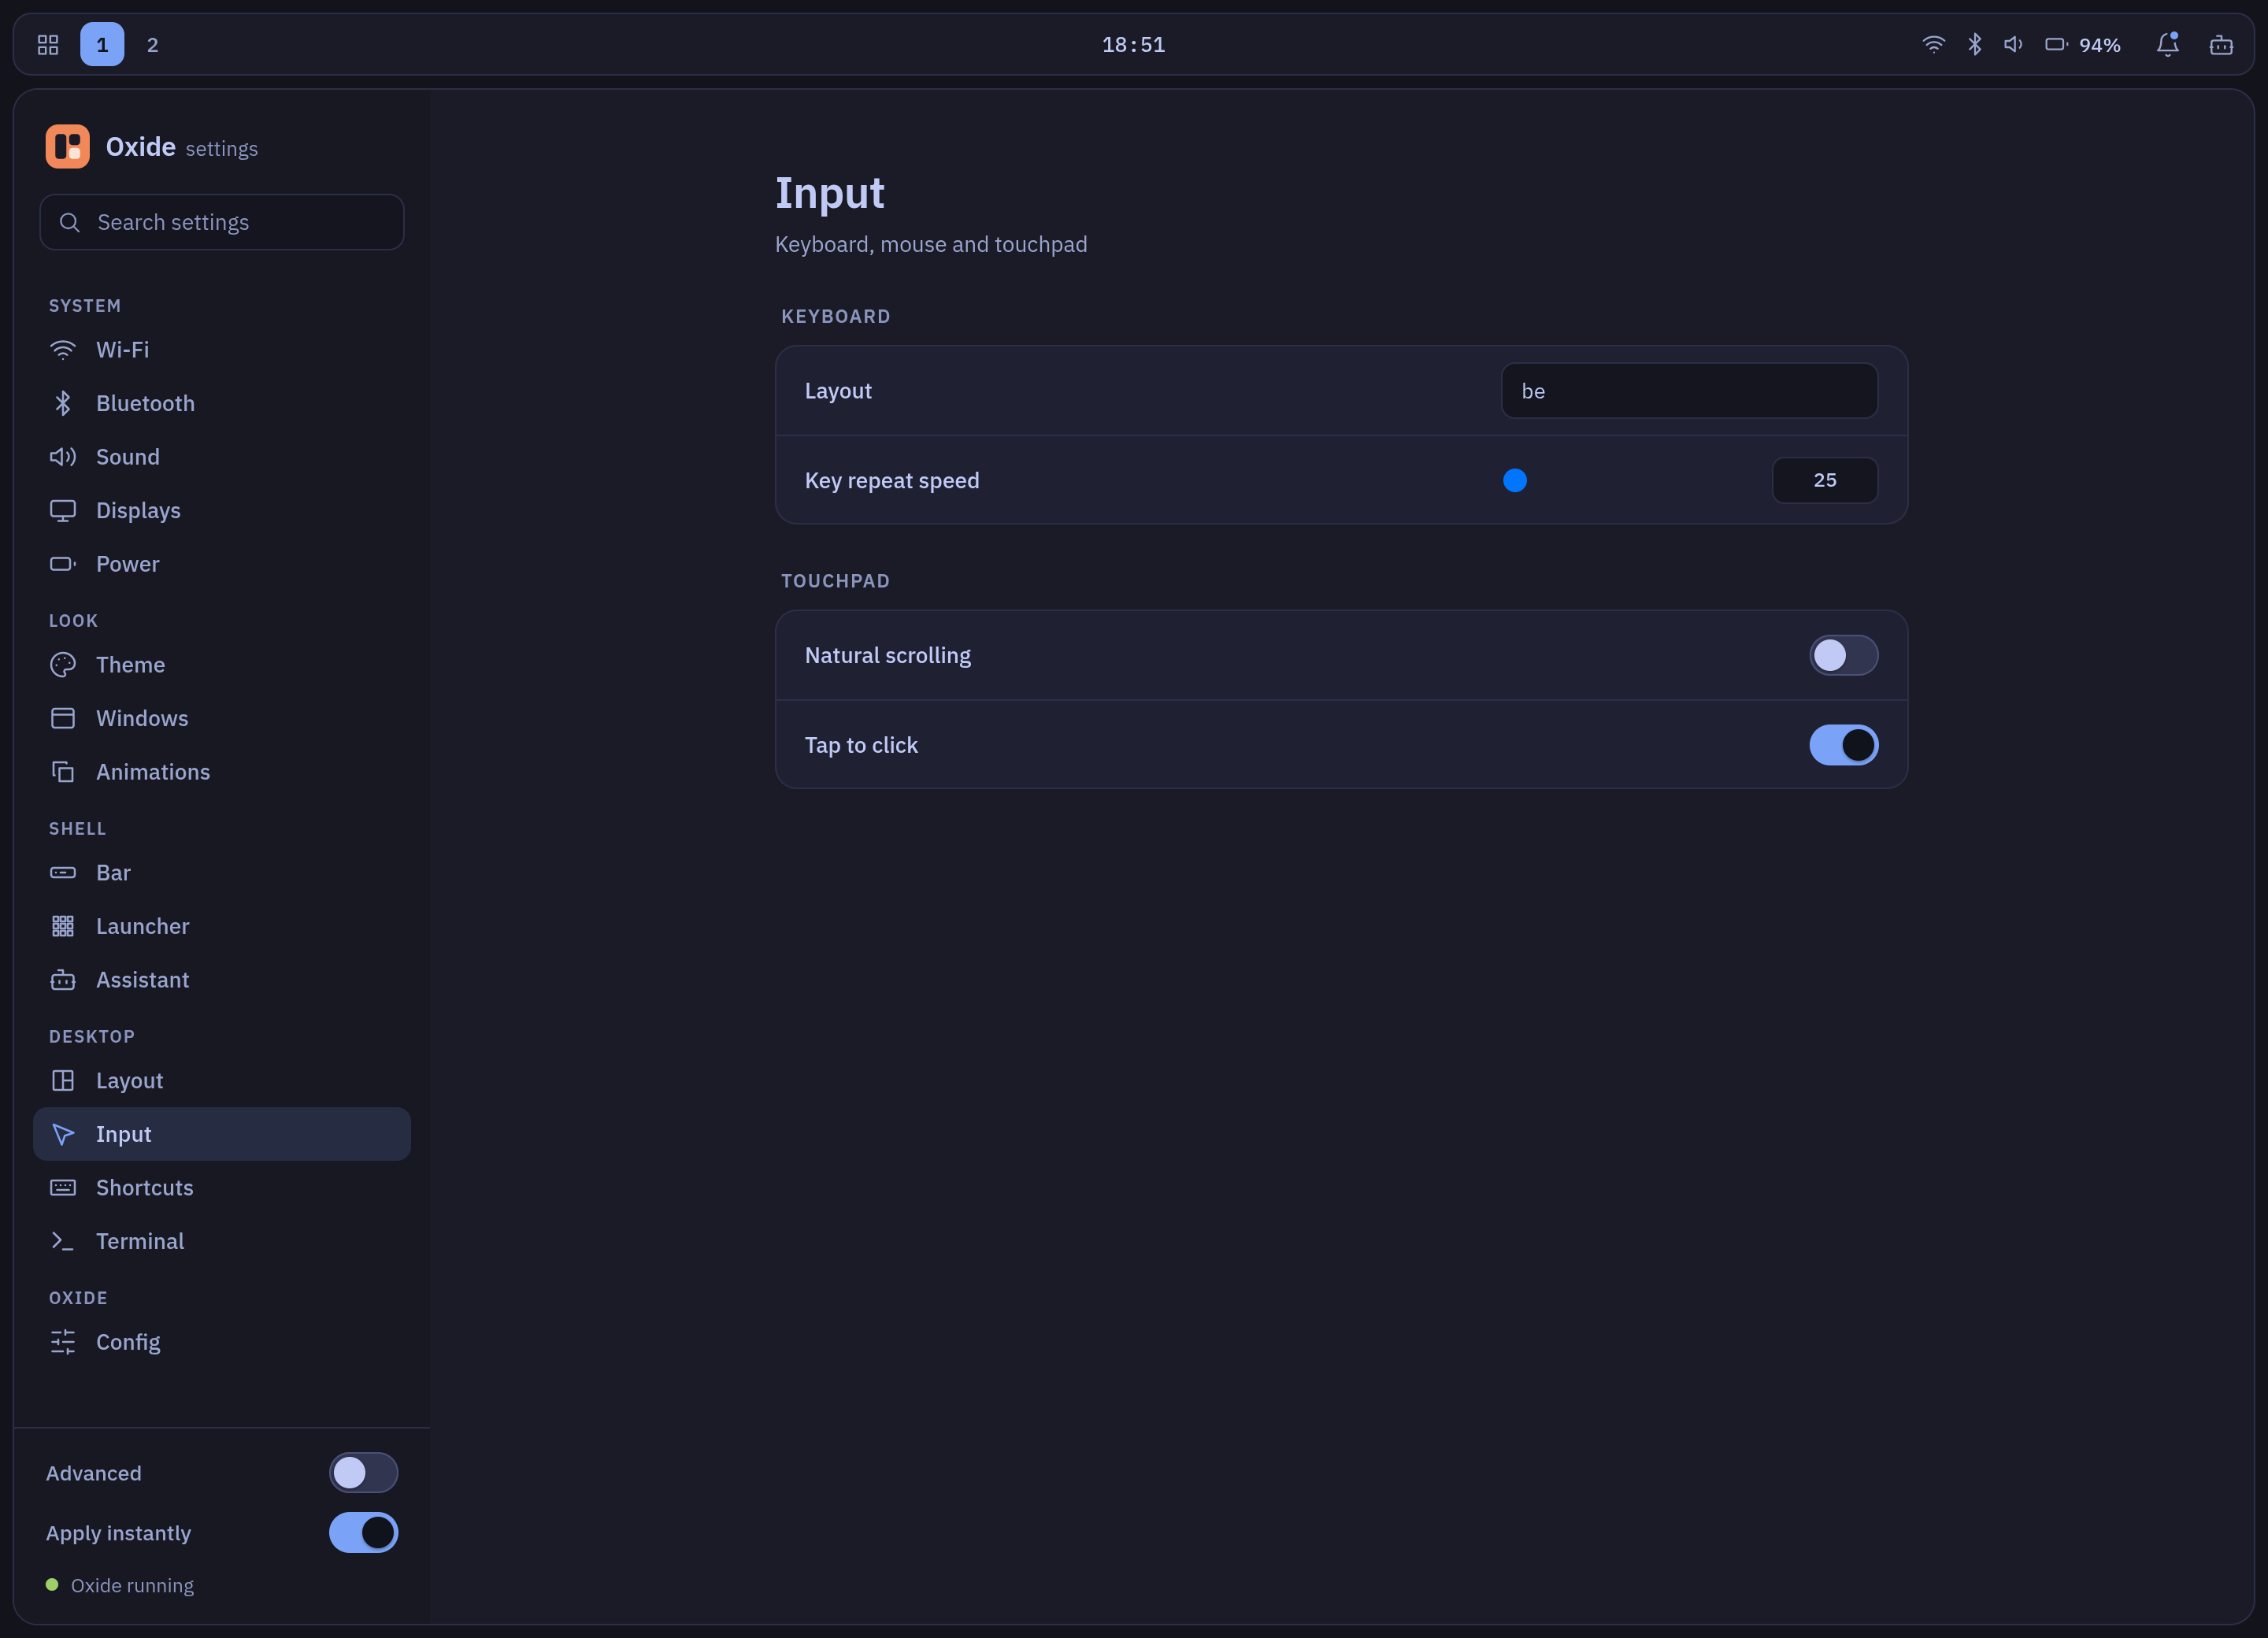 1 2 18:51 94%
Oxide settings
Search settings
SYSTEM
Wi-Fi
Bluetooth
Sound
Displays
Power
LOOK
Theme
Windows
Animations
SHELL
Bar
Launcher
Assistant
DESKTOP
Layout
Input
Shortcuts
Terminal
OXIDE
Config
Advanced
Apply instantly
Oxide running
Input
Keyboard, mouse and touchpad
KEYBOARD
Layout be
Key repeat speed 25
TOUCHPAD
Natural scrolling
Tap to click